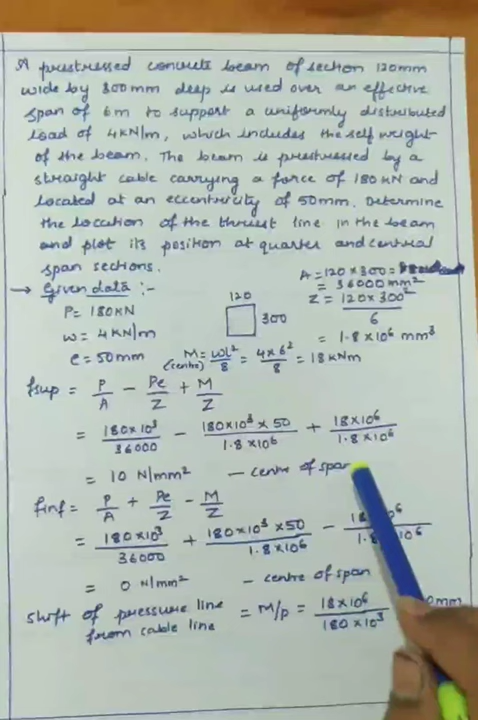 A prestressed concrete beam of section 120mm
wide by 300mm deep is used over an effective
span of 6m to support a uniformly distributed
load of 4KN/m, which includes the self weight
of the beam. The beam is prestressed by a
straight cable carrying a force of 180KN and
located at an eccentricity of 50mm. Determine
the location of the thrust line in the beam
and plot its position at quarter and central
span sections.
→ Given data :-
P= 180KN
w= 4KN/m
e= 50mm
120
300
A = 120×300 =
= 36000mm²
Z = 120×300² / 6
= 1.8×10⁶ mm³
M (centre) = wl²/8 = 4×6²/8 = 18KNm
fsup = P/A - Pe/Z + M/Z
= 180×10³/36000 - 180×10³×50/1.8×10⁶ + 18×10⁶/1.8×10⁶
= 10 N/mm² - centre of span
finf = P/A + Pe/Z - M/Z
= 180×10³/36000 + 180×10³×50/1.8×10⁶ -
= 0 N/mm² - centre of span
Shift of pressure line
from cable line = M/P = 18×10⁶/180×10³